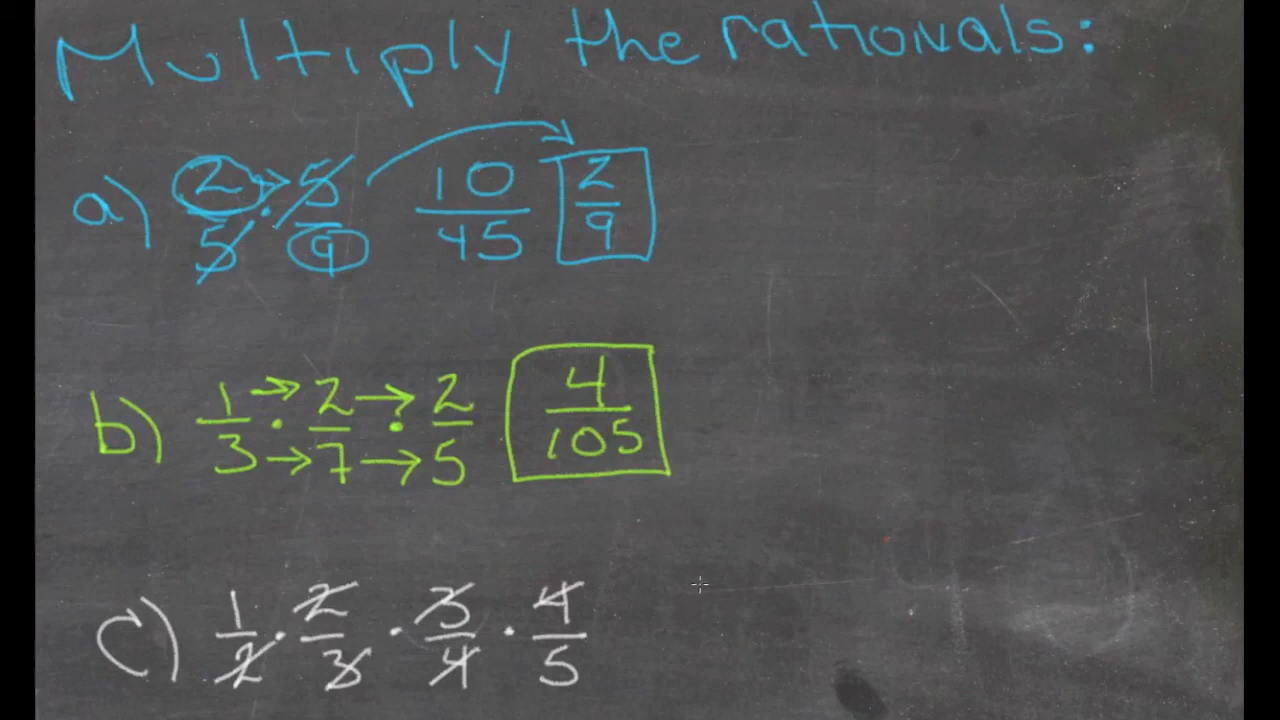 Multiply the rationals:
a) 2/5 · 5/9 10/45 2/9
b) 1/3 · 2/7 · 2/5 4/105
c) 1/2 · 2/3 · 3/4 · 4/5